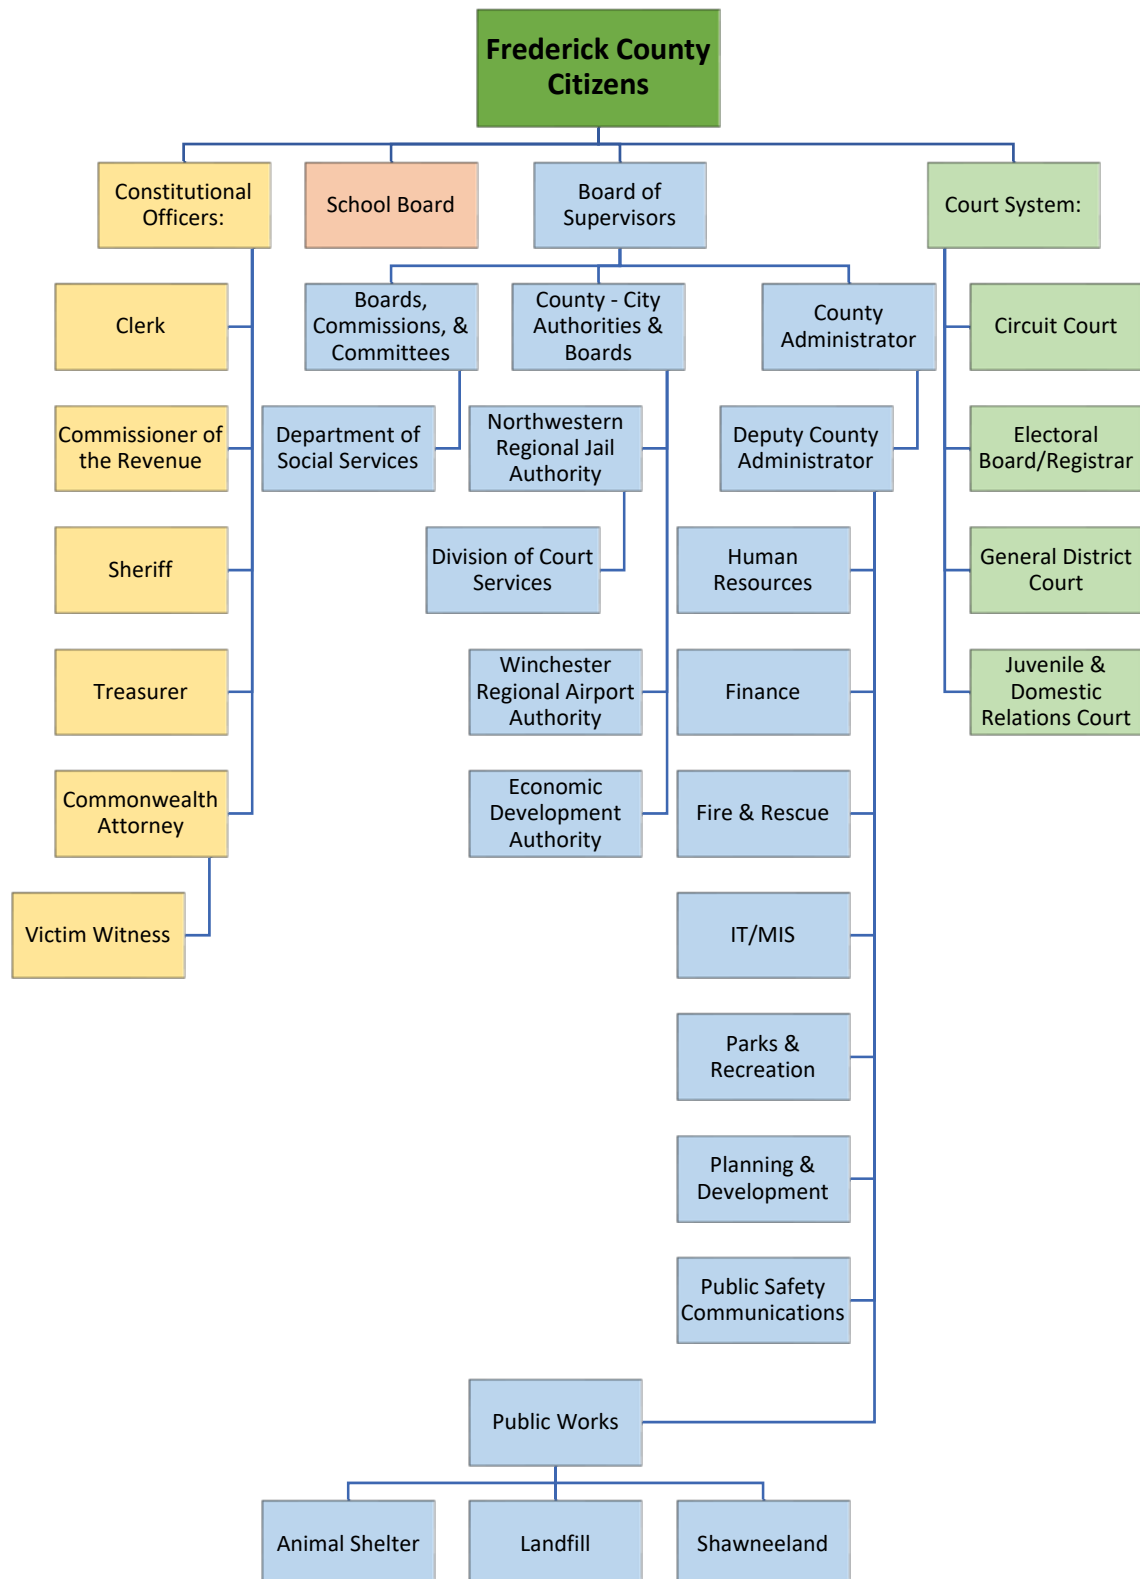 Frederick County
Citizens
Constitutional
Officers:
School Board
Board of
Supervisors
Court System:
Clerk
Boards,
Commissions, &
Committees
County - City
Authorities &
Boards
County
Administrator
Circuit Court
Commissioner of
the Revenue
Department of
Social Services
Northwestern
Regional Jail
Authority
Deputy County
Administrator
Electoral
Board/Registrar
Sheriff
Division of Court
Services
Human
Resources
General District
Court
Treasurer
Winchester
Regional Airport
Authority
Finance
Juvenile &
Domestic
Relations Court
Commonwealth
Attorney
Economic
Development
Authority
Fire & Rescue
Victim Witness
IT/MIS
Parks &
Recreation
Planning &
Development
Public Safety
Communications
Public Works
Animal Shelter
Landfill
Shawneeland